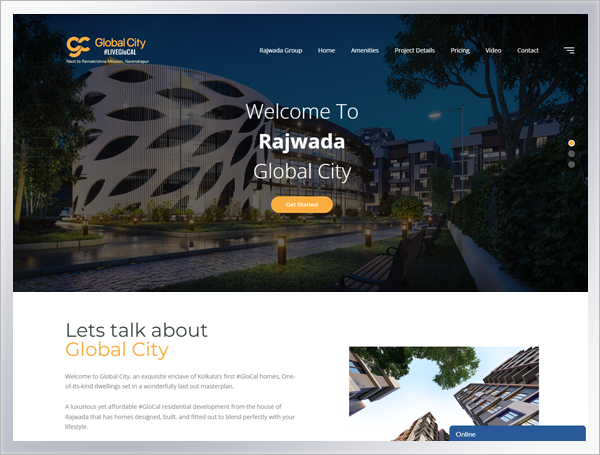 Global City
#LIVEGloCAL
Next to Ramakrishna Mission, Narendrapur
Rajwada Group Home Amenities Project Details Pricing Video Contact
Welcome To
Rajwada
Global City
Get Started
Lets talk about
Global City
Welcome to Global City, an exquisite enclave of Kolkata's first #GloCal homes, One-
of-its-kind dwellings set in a wonderfully laid out masterplan.
A luxurious yet affordable #GloCal residential development from the house of
Rajwada that has homes designed, built, and fitted out to blend perfectly with your
lifestyle.
Online